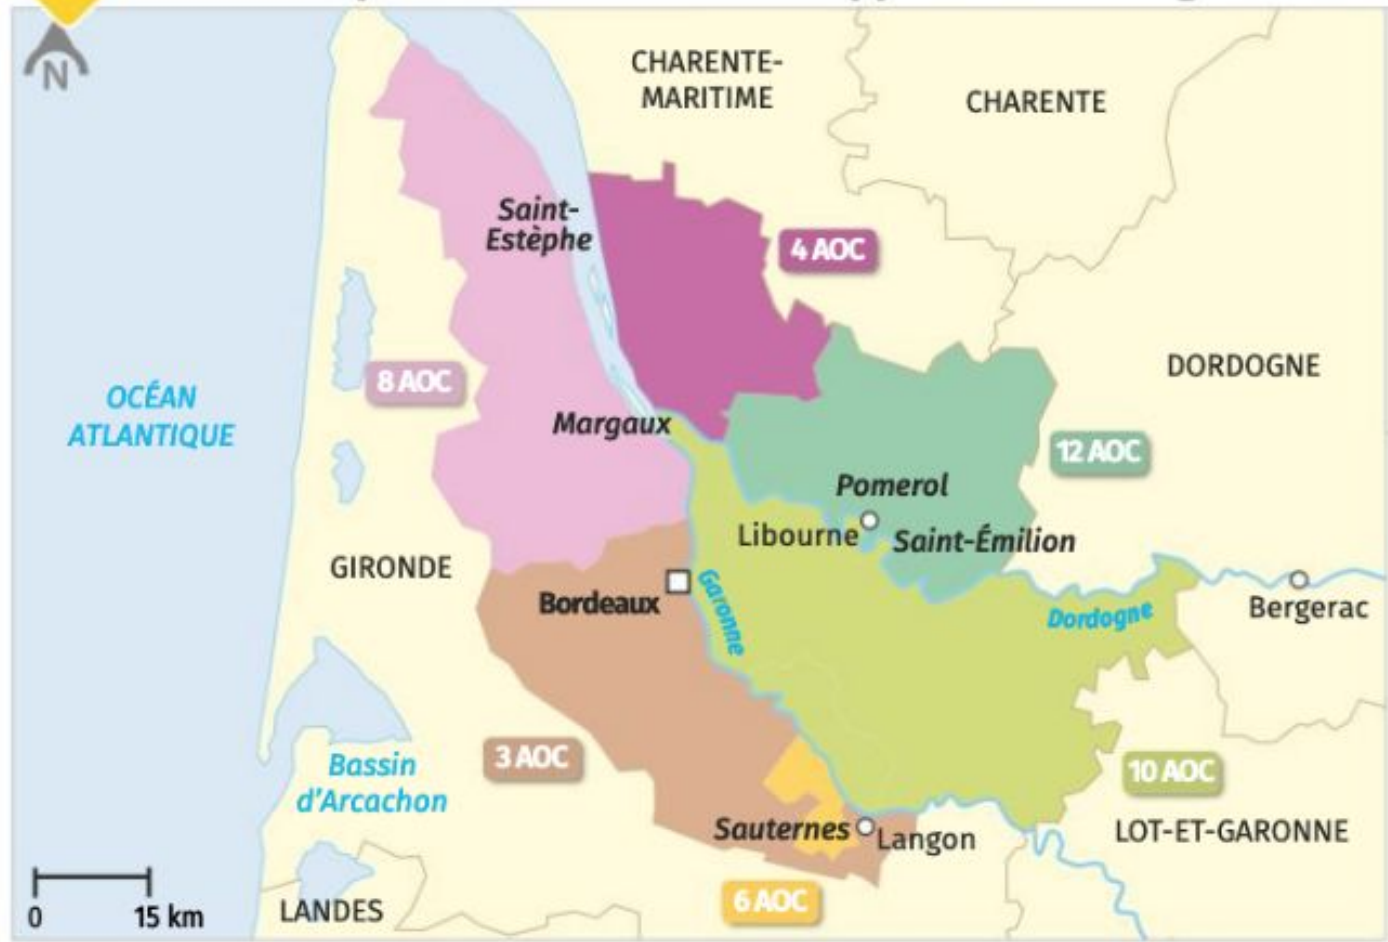 N
CHARENTE-
MARITIME
CHARENTE
Saint-
Estèphe
4 AOC
DORDOGNE
OCÉAN
ATLANTIQUE
8 AOC
Margaux
12 AOC
Pomerol
Libourne
Saint-Émilion
GIRONDE
Bordeaux
Garonne
Dordogne
Bergerac
3 AOC
Bassin
d'Arcachon
10 AOC
Sauternes
Langon
LOT-ET-GARONNE
6 AOC
LANDES
0
15 km